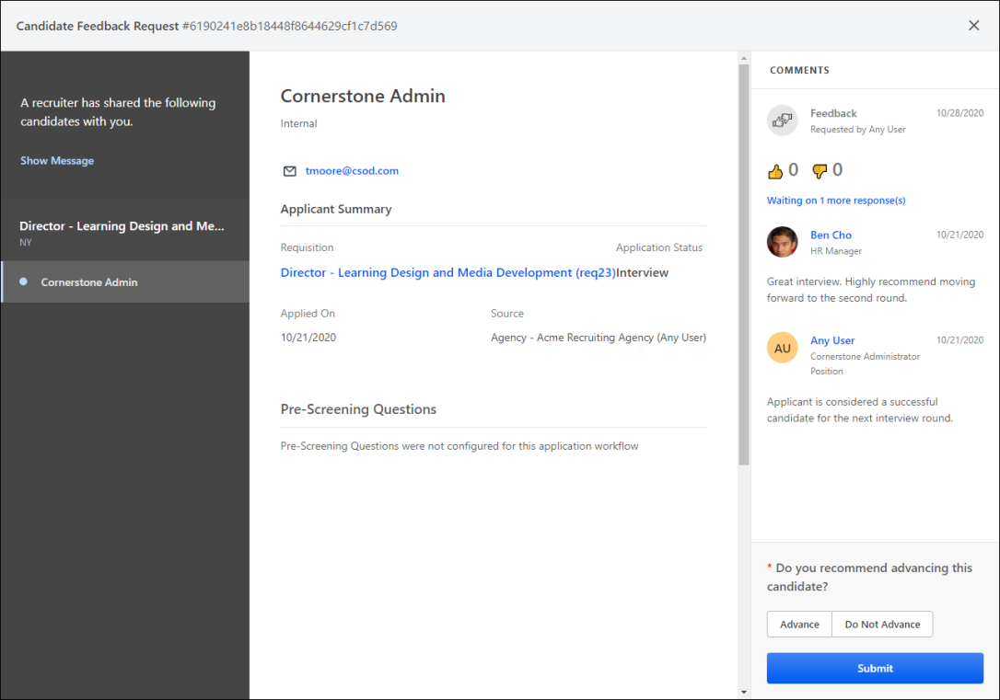 Candidate Feedback Request #6190241e8b18448f8644629cf1c7d569
A recruiter has shared the following
candidates with you.
Show Message
Director - Learning Design and Me...
NY
Cornerstone Admin
Cornerstone Admin
Internal
tmoore@csod.com
Applicant Summary
Requisition
Application Status
Director - Learning Design and Media Development (req23)Interview
Applied On
Source
10/21/2020
Agency - Acme Recruiting Agency (Any User)
Pre-Screening Questions
Pre-Screening Questions were not configured for this application workflow
COMMENTS
Feedback
10/28/2020
Requested by Any User
0
0
Waiting on 1 more response(s)
Ben Cho
10/21/2020
HR Manager
Great interview. Highly recommend moving
forward to the second round.
AU
Any User
10/21/2020
Cornerstone Administrator
Position
Applicant is considered a successful
candidate for the next interview round.
* Do you recommend advancing this
candidate?
Advance
Do Not Advance
Submit